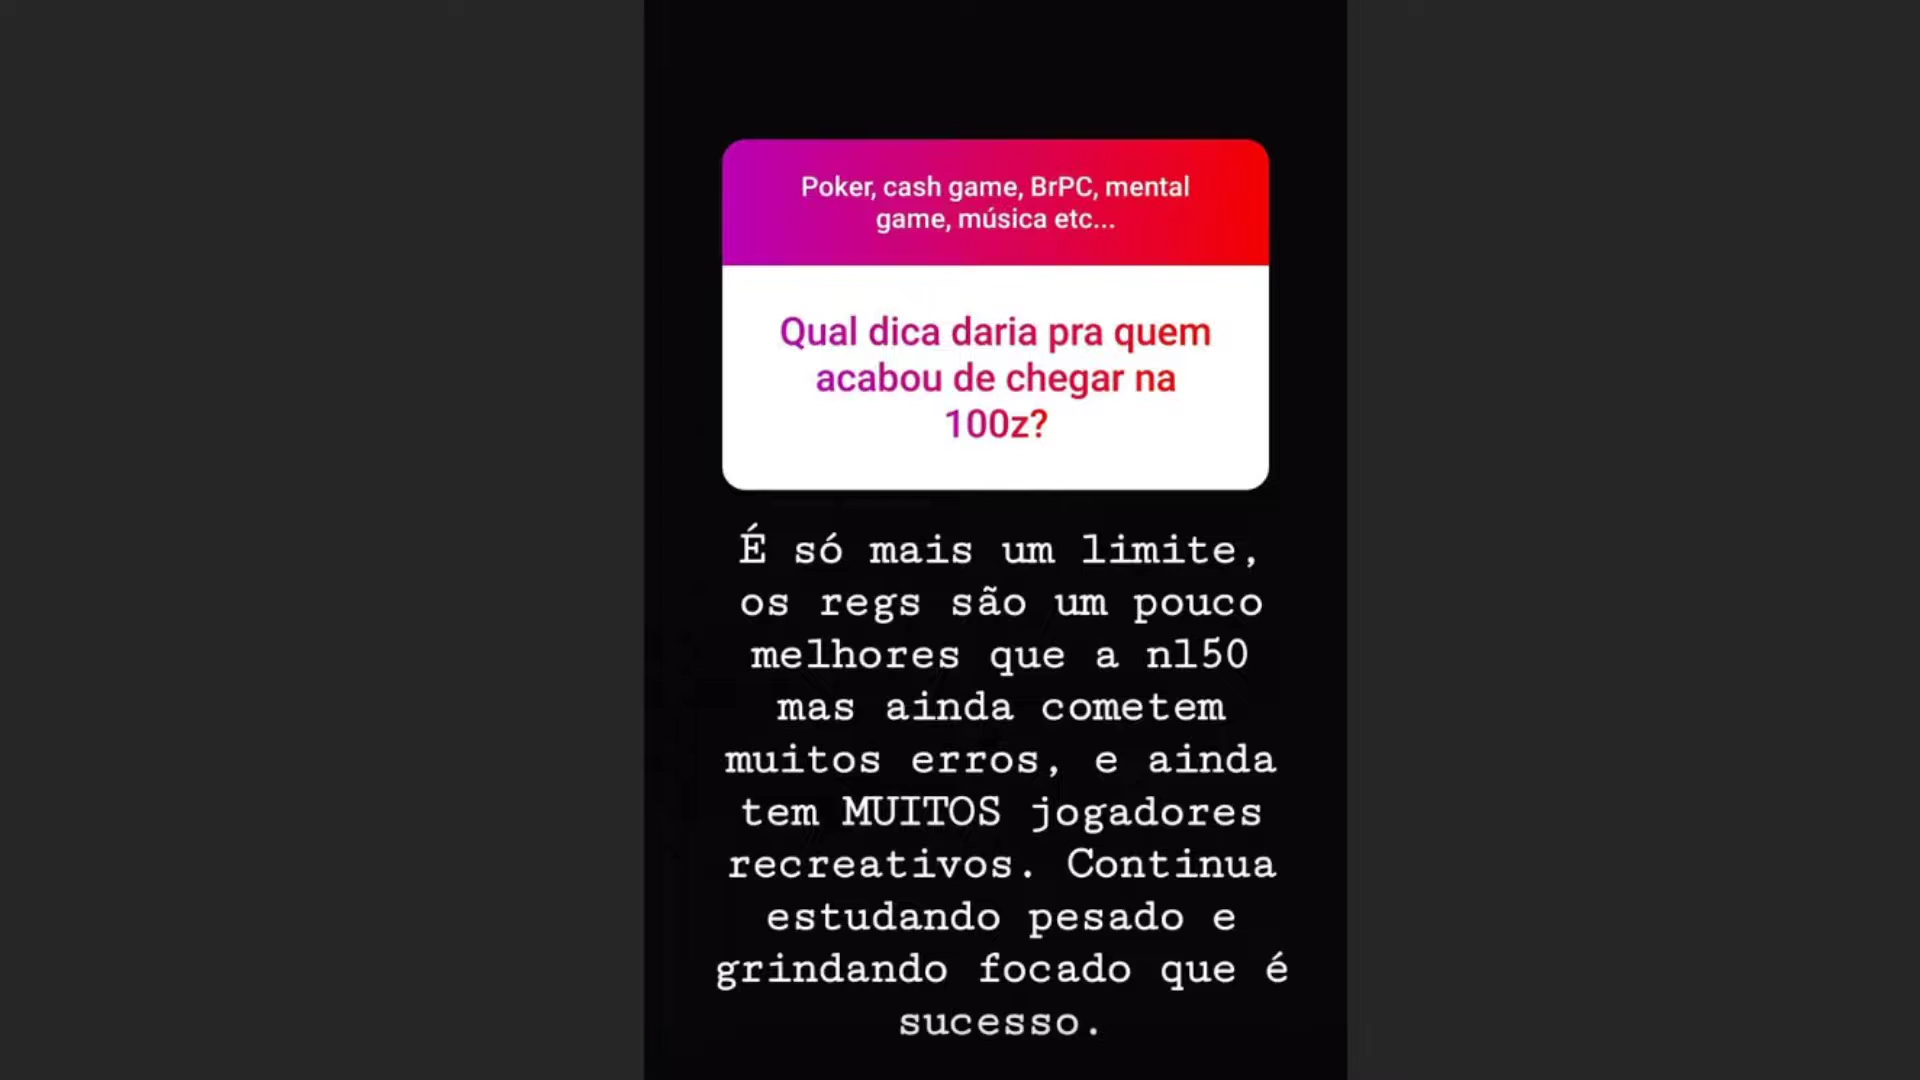 Poker, cash game, BrPC, mental
game, música etc...
Qual dica daria pra quem
acabou de chegar na
100z?
É só mais um limite,
os regs são um pouco
melhores que a nl50
mas ainda cometem
muitos erros, e ainda
tem MUITOS jogadores
recreativos. Continua
estudando pesado e
grindando focado que é
sucesso.